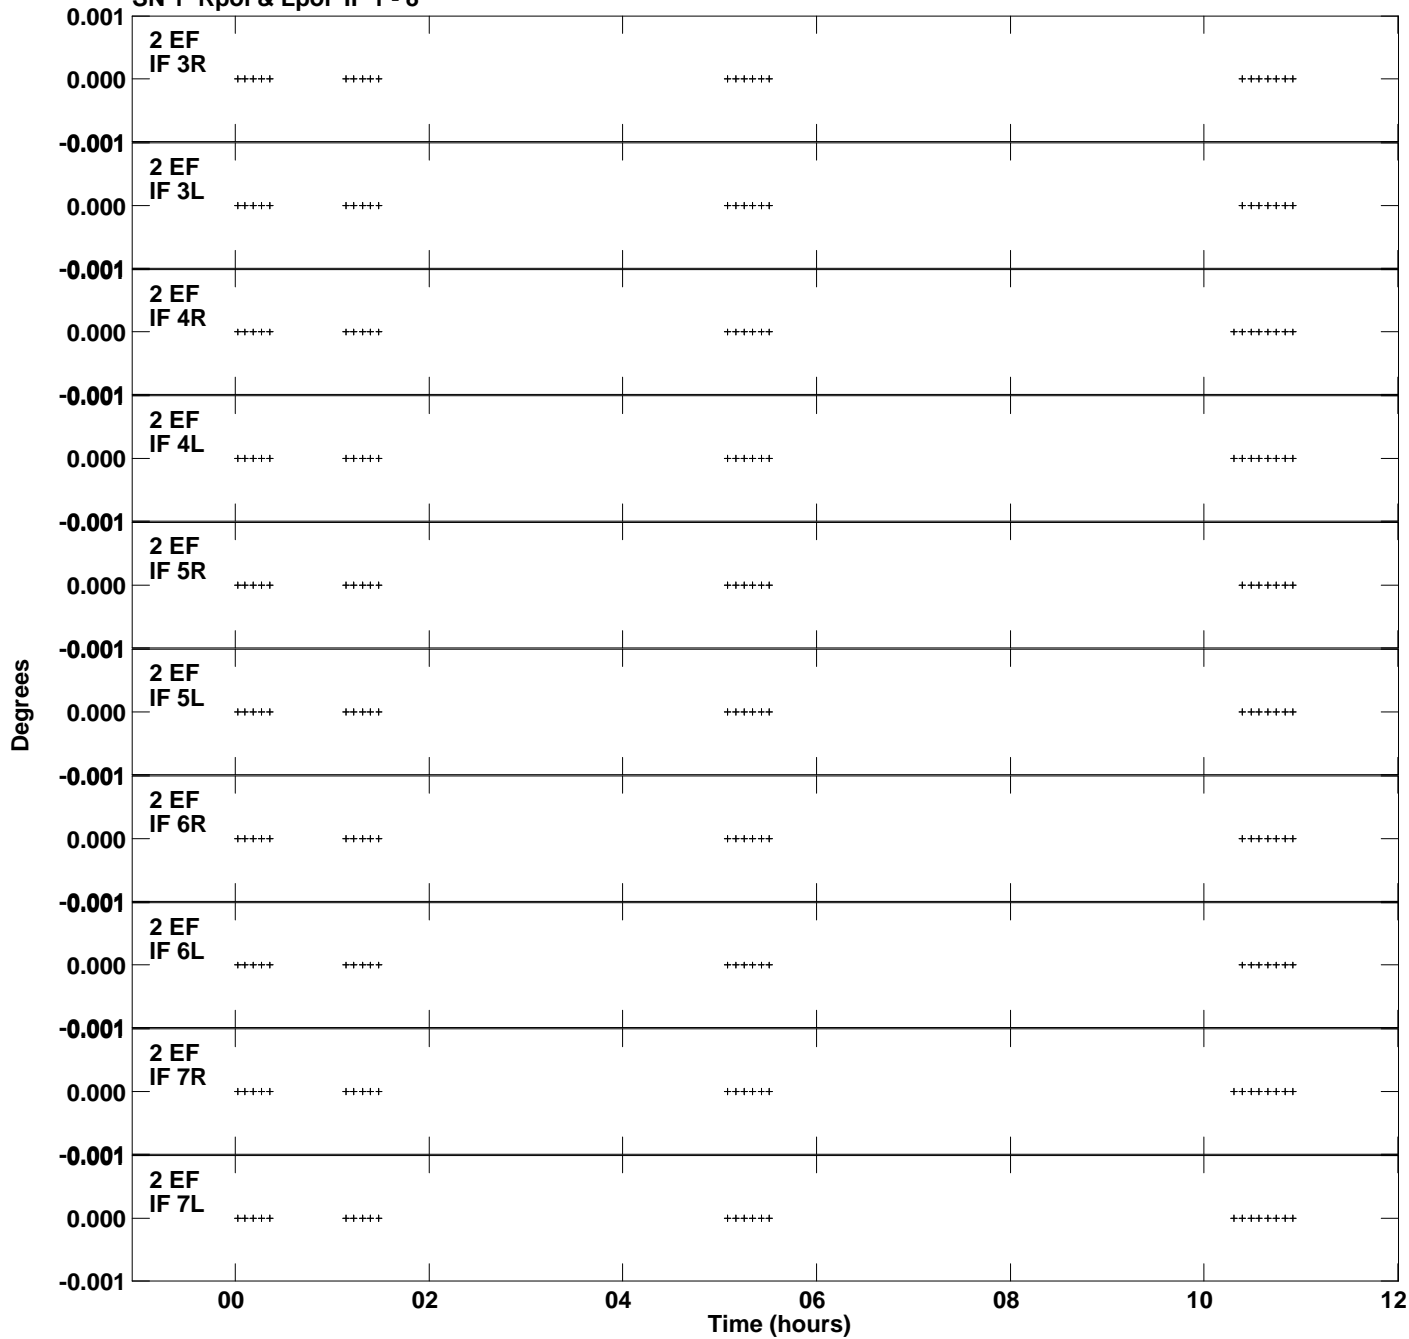 SN 1 Rpol & Lpol IF 1 - 8
0.001
2 EF
IF 3R
0.000
-0.001
2 EF
IF 3L
0.000
-0.001
2 EF
IF 4R
0.000
-0.001
2 EF
IF 4L
0.000
-0.001
2 EF
IF 5R
0.000
-0.001
2 EF
IF 5L
0.000
-0.001
2 EF
IF 6R
0.000
-0.001
2 EF
IF 6L
0.000
-0.001
2 EF
IF 7R
0.000
-0.001
2 EF
IF 7L
0.000
-0.001
Degrees
00 02 04 06 08 10 12
Time (hours)